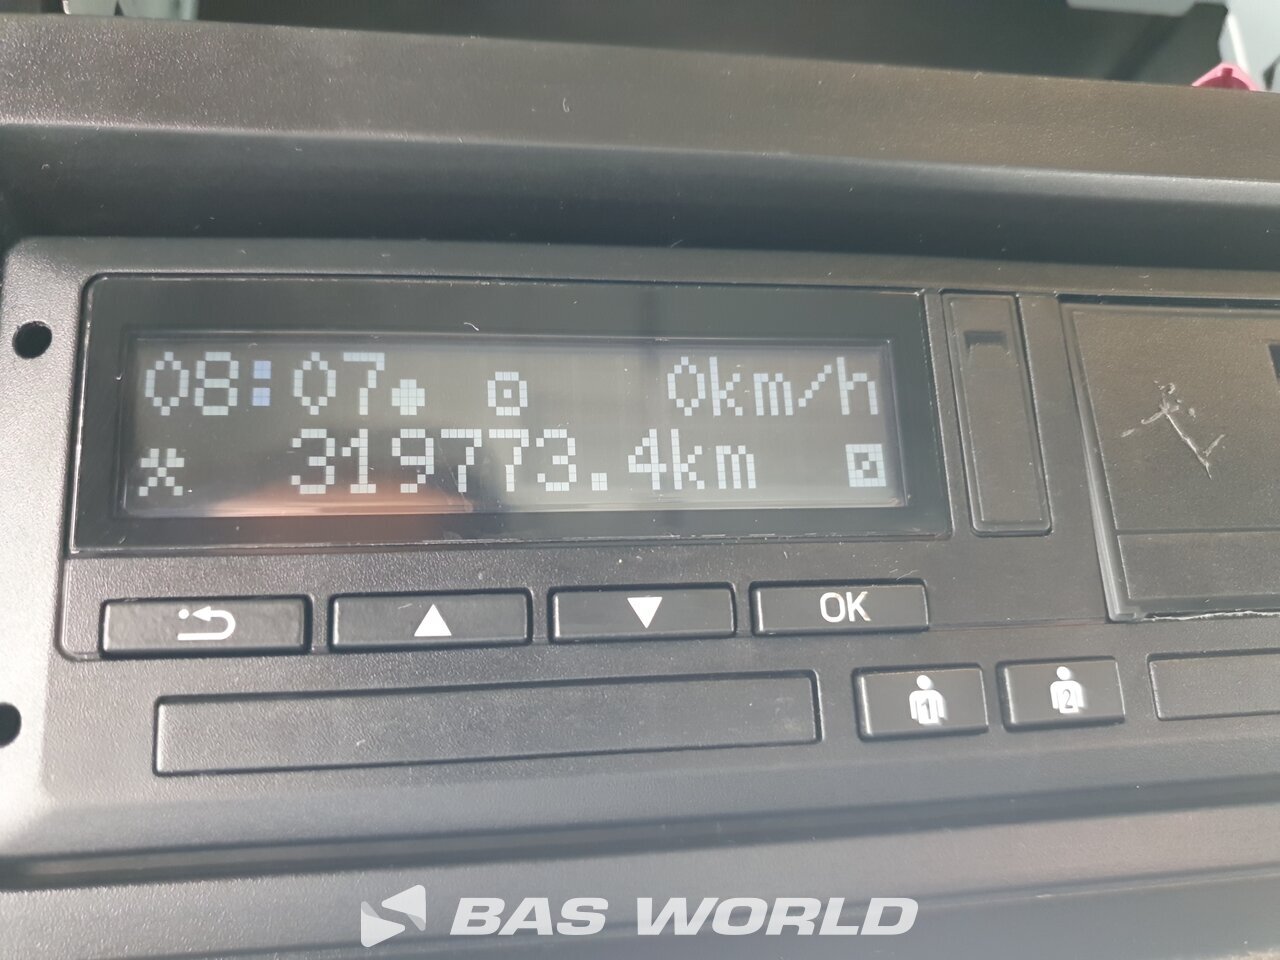 08:07 0km/h
319773.4km
OK
1 2
BAS WORLD